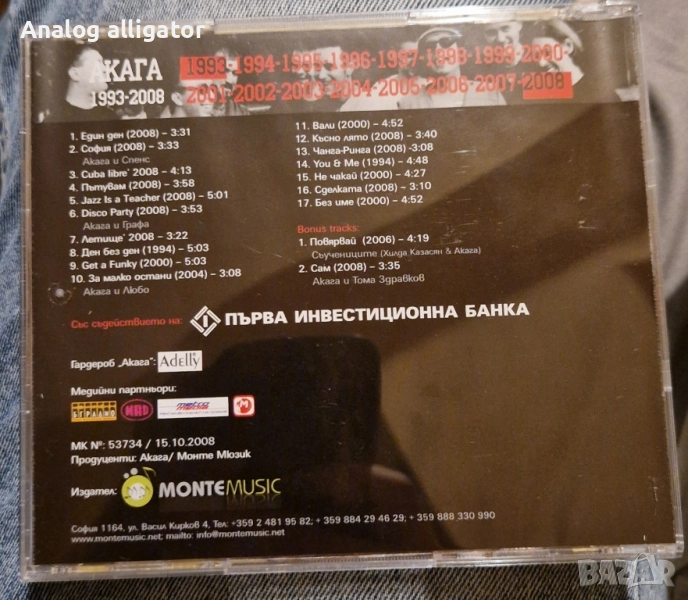 Analog alligator
АКАГА
1993-2008
1993-1994-1995-1996-1997-1998-1999-2000-
2001-2002-2003-2004-2005-2006-2007-2008
1. Един ден (2008) – 3:31
2. София (2008) – 3:33
Акага и Спенс
3. Cuba libre' 2008 – 4:13
4. Пътувам (2008) – 3:58
5. Jazz Is a Teacher (2008) – 5:01
6. Disco Party (2008) – 3:53
Акага и Графа
7. Летище' 2008 – 3:22
8. Ден без ден (1994) – 5:03
9. Get a Funky (2000) – 5:03
10. За малко остани (2004) – 3:08
Акага и Любо
11. Вали (2000) – 4:52
12. Късно лято (2008) – 3:40
13. Чанга-Ринга (2008) -3:08
14. You & Me (1994) – 4:48
15. Не чакай (2000) – 4:27
16. Сделката (2008) – 3:10
17. Без име (2000) – 4:52
Bonus tracks:
1. Повярвай (2006) – 4:19
Съучениците (Хилда Казасян & Акага)
2. Сам (2008) – 3:35
Акага и Тома Здравков
Със съдействието на: ПЪРВА ИНВЕСТИЦИОННА БАНКА
Гардероб „Акага": Adelly
Медийни партньори:
МК №: 53734 / 15.10.2008
Продуценти: Акага/ Монте Мюзик
Издател: MONTEMUSIC
София 1164, ул. Васил Кирков 4, Тел: +359 2 481 95 82; +359 884 29 46 29; +359 888 330 990
www.montemusic.net; mailto: info@montemusic.net
BAZAR